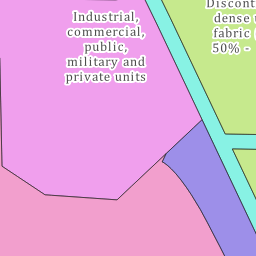 Industrial,
commercial,
public,
military and
private units
Discont
dense
fabric
50% -